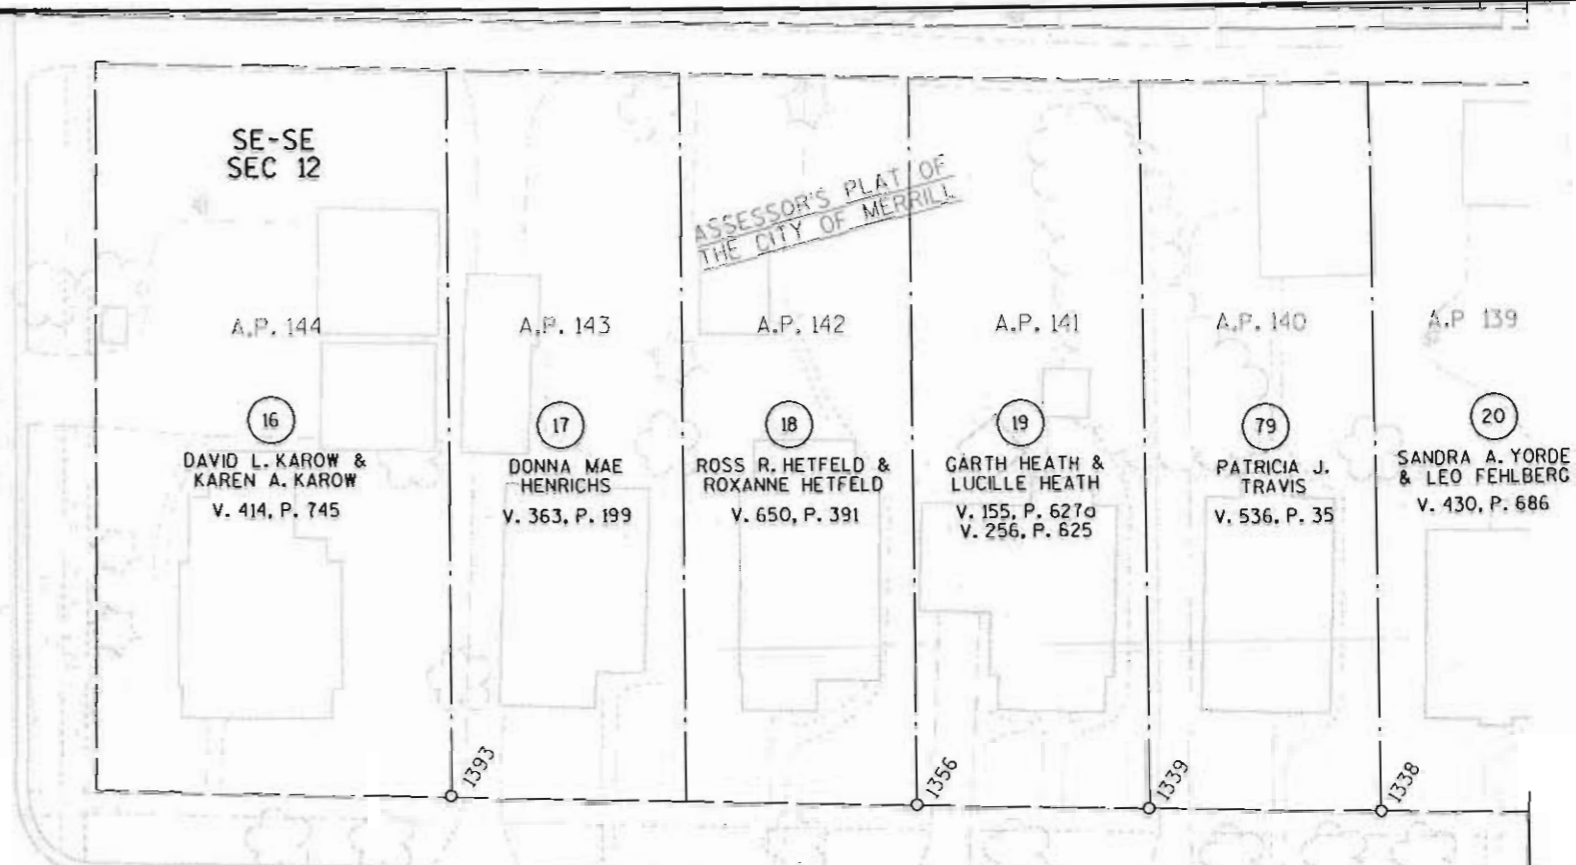 SE-SE
SEC 12
ASSESSOR'S PLAT OF
THE CITY OF MERRILL
A.P. 144
A.P. 143
A.P. 142
A.P. 141
A.P. 140
A.P 139
16
DAVID L. KAROW &
KAREN A. KAROW
V. 414, P. 745
17
DONNA MAE
HENRICHS
V. 363, P. 199
18
ROSS R. HETFELD &
ROXANNE HETFELD
V. 650, P. 391
19
GARTH HEATH &
LUCILLE HEATH
V. 155, P. 627a
V. 256, P. 625
79
PATRICIA J.
TRAVIS
V. 536, P. 35
20
SANDRA A. YORDE
& LEO FEHLBERG
V. 430, P. 686
1393
1356
1339
1338